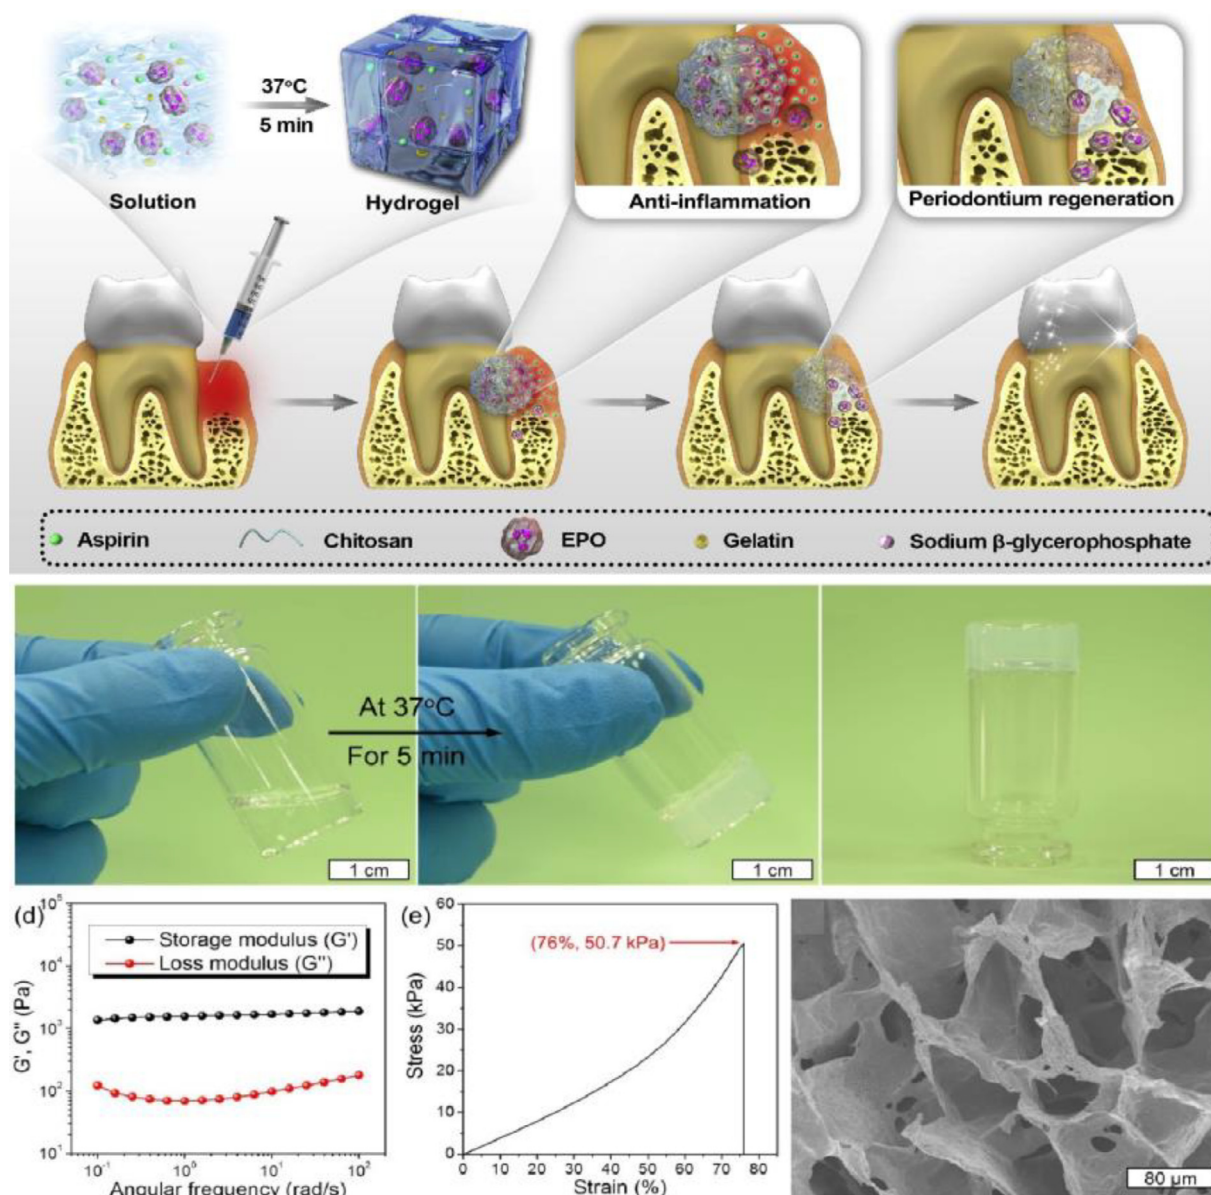 37°C
5 min
Solution
Hydrogel
Anti-inflammation
Periodontium regeneration
Aspirin
Chitosan
EPO
Gelatin
Sodium β-glycerophosphate
At 37°C
For 5 min
1 cm
1 cm
1 cm
(d)
Storage modulus (G')
Loss modulus (G'')
G', G'' (Pa)
10⁵
10⁴
10³
10²
10¹
10⁻¹
10⁰
10¹
10²
Angular frequency (rad/s)
(e)
(76%, 50.7 kPa)
Stress (kPa)
60
50
40
30
20
10
0
0 10 20 30 40 50 60 70 80
Strain (%)
80 μm